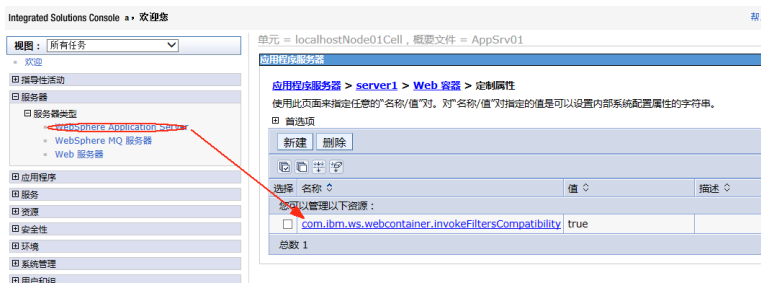 Integrated Solutions Console a, 欢迎您
帮
视图： 所有任务
欢迎
指导性活动
服务器
服务器类型
WebSphere Application Server
WebSphere MQ 服务器
Web 服务器
应用程序
服务
资源
安全性
环境
系统管理
用户和组
单元 = localhostNode01Cell，概要文件 = AppSrv01
应用程序服务器
应用程序服务器 > server1 > Web 容器 > 定制属性
使用此页面来指定任意的“名称/值”对。对“名称/值”对指定的值是可以设置内部系统配置属性的字符串。
首选项
新建 删除
选择 名称 值 描述
您可以管理以下资源：
com.ibm.ws.webcontainer.invokeFiltersCompatibility true
总数 1